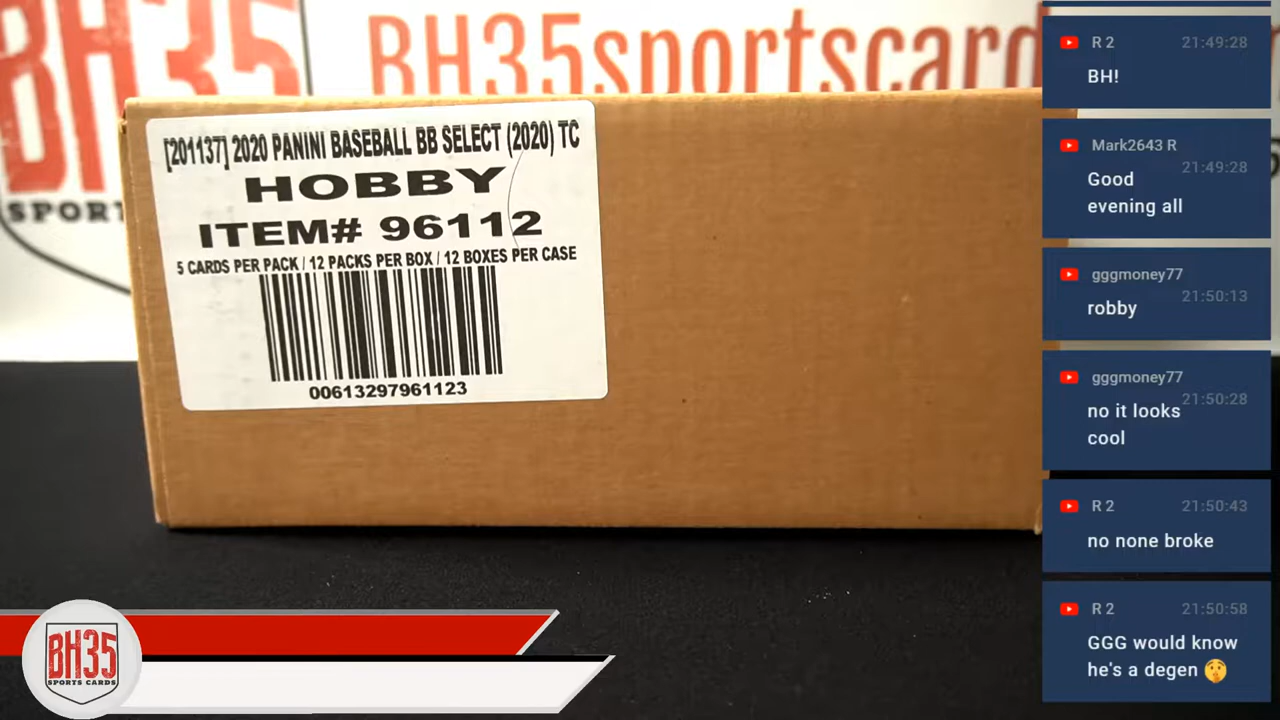 BH35
SPORT
BH35sportscard
[201137] 2020 PANINI BASEBALL BB SELECT (2020) TC
HOBBY
ITEM# 96112
5 CARDS PER PACK / 12 PACKS PER BOX / 12 BOXES PER CASE
00613297961123
R 2 21:49:28
BH!
Mark2643 R
21:49:28
Good
evening all
gggmoney77
21:50:13
robby
gggmoney77
21:50:28
no it looks
cool
R 2 21:50:43
no none broke
R 2 21:50:58
GGG would know
he's a degen 🤫
BH35
SPORTS CARDS